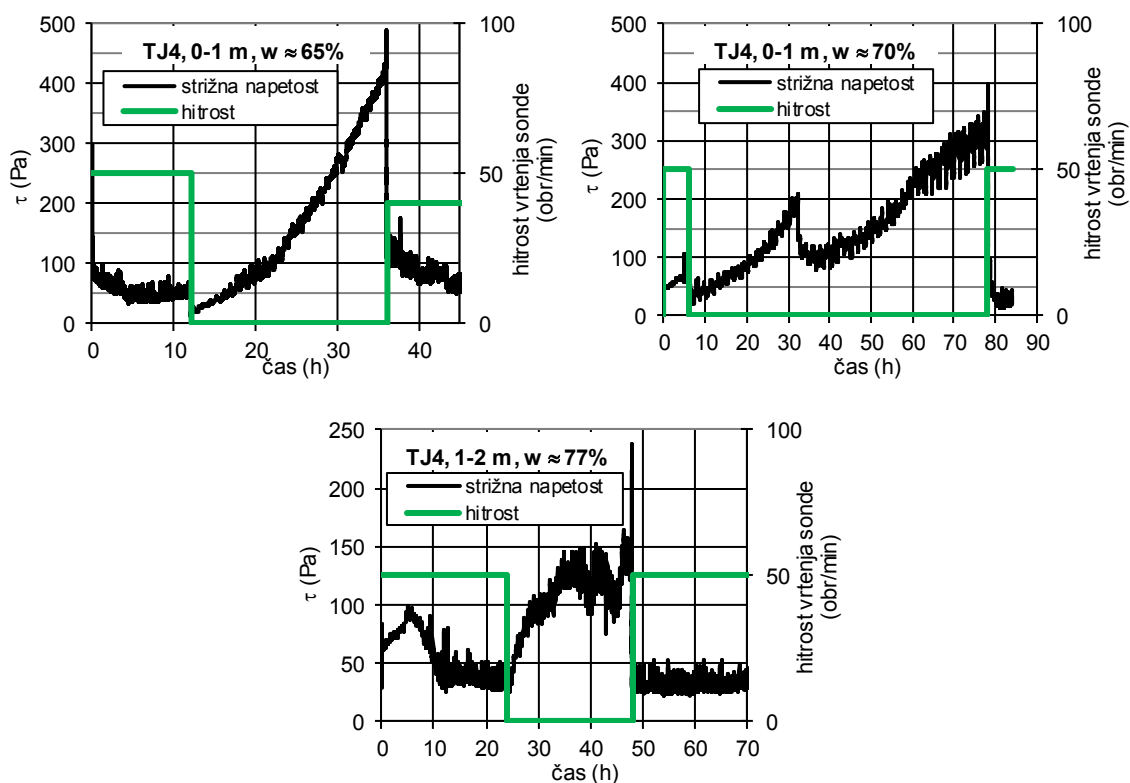 TJ4, 0-1 m, w ≈ 65%
strižna napetost
hitrost
τ (Pa)
500
400
300
200
100
0
0
10
20
30
40
čas (h)
100
50
0
hitrost vrtenja sonde
(obr/min)
TJ4, 0-1 m, w ≈ 70%
strižna napetost
hitrost
τ (Pa)
500
400
300
200
100
0
0
10
20
30
40
50
60
70
80
90
čas (h)
100
50
0
hitrost vrtenja sonde
(obr/min)
TJ4, 1-2 m, w ≈ 77%
strižna napetost
hitrost
τ (Pa)
250
200
150
100
50
0
0
10
20
30
40
50
60
70
čas (h)
100
50
0
hitrost vrtenja sonde
(obr/min)